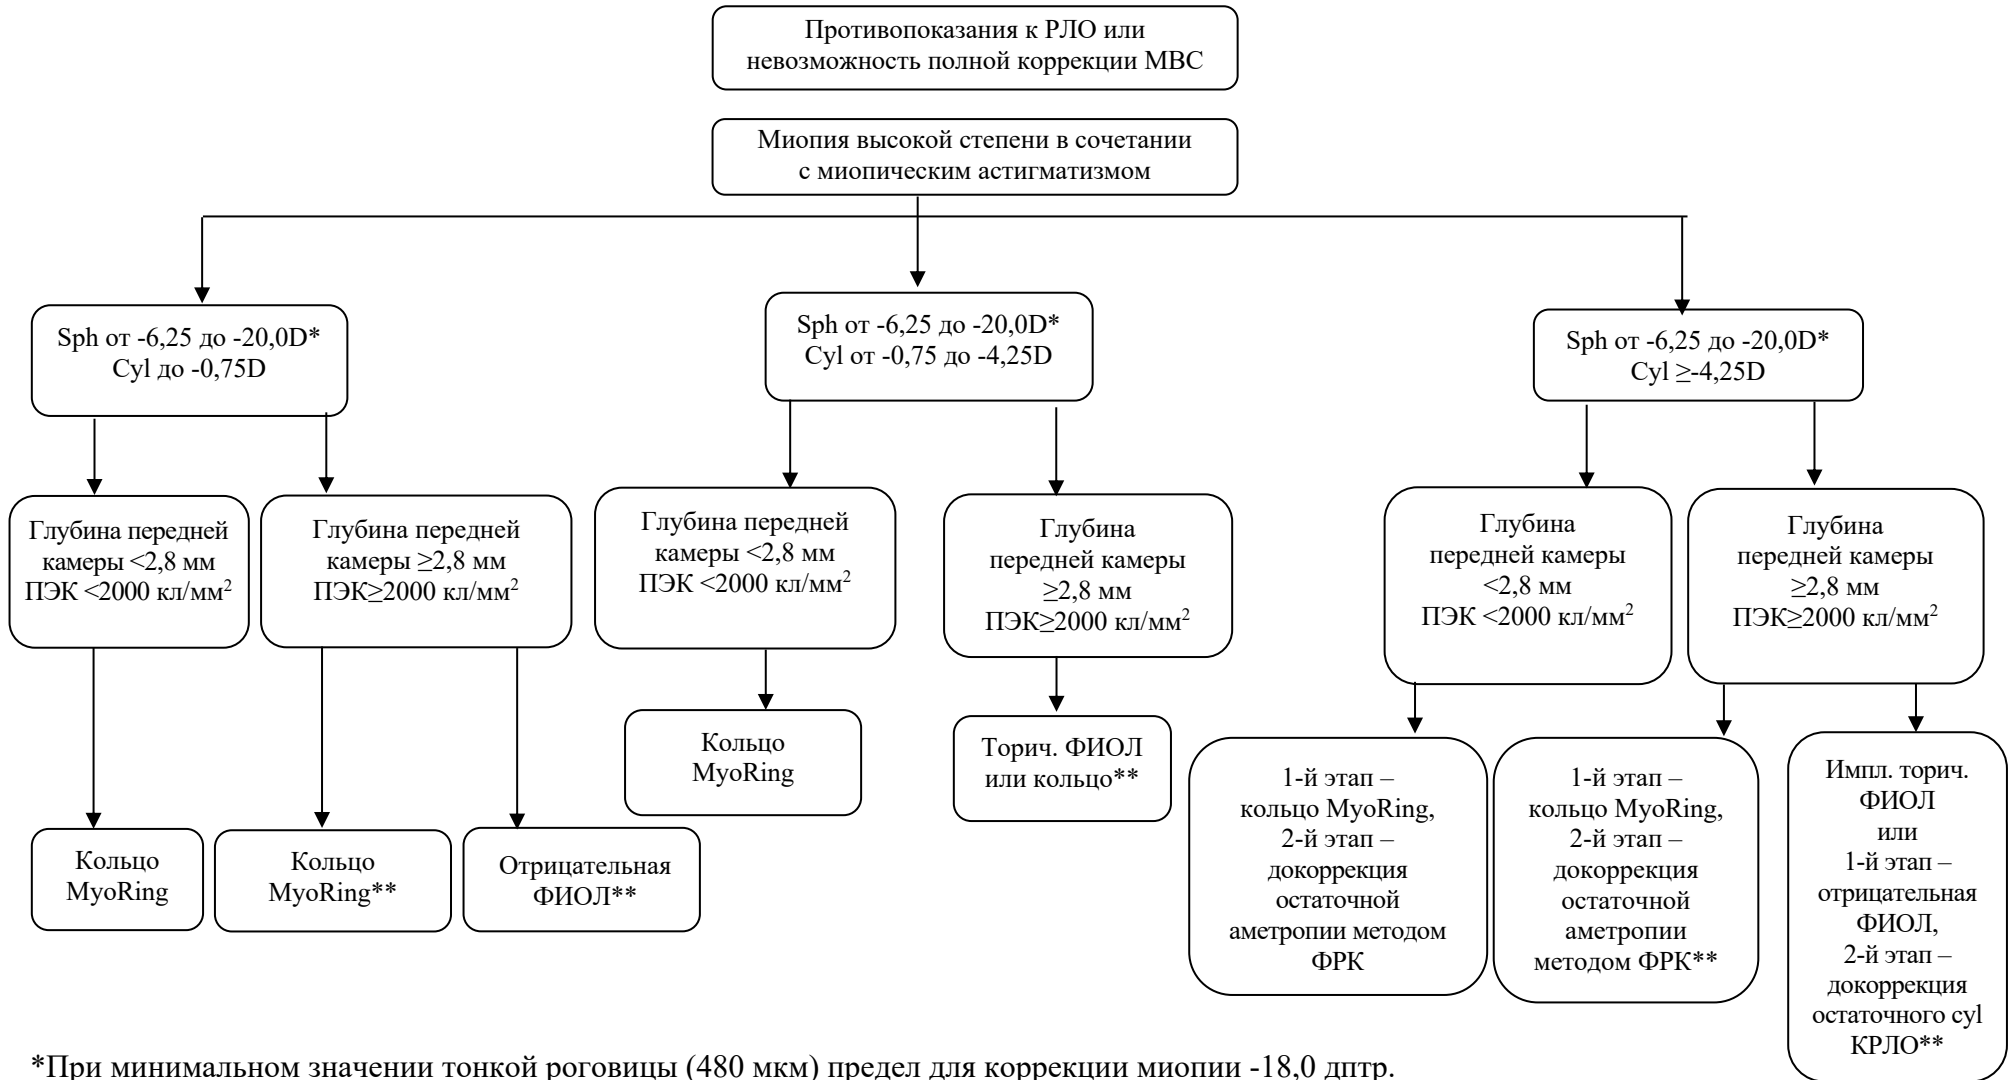 Противопоказания к РЛО или
невозможность полной коррекции МВС
Миопия высокой степени в сочетании
с миопическим астигматизмом
Sph от -6,25 до -20,0D*
Cyl до -0,75D
Sph от -6,25 до -20,0D*
Cyl от -0,75 до -4,25D
Sph от -6,25 до -20,0D*
Cyl ≥-4,25D
Глубина передней
камеры <2,8 мм
ПЭК <2000 кл/мм²
Глубина передней
камеры ≥2,8 мм
ПЭК≥2000 кл/мм²
Глубина передней
камеры <2,8 мм
ПЭК <2000 кл/мм²
Глубина
передней камеры
≥2,8 мм
ПЭК≥2000 кл/мм²
Глубина
передней камеры
<2,8 мм
ПЭК <2000 кл/мм²
Глубина
передней камеры
≥2,8 мм
ПЭК≥2000 кл/мм²
Кольцо
MyoRing
Кольцо
MyoRing**
Отрицательная
ФИОЛ**
Кольцо
MyoRing
Торич. ФИОЛ
или кольцо**
1-й этап –
кольцо MyoRing,
2-й этап –
докоррекция
остаточной
аметропии методом
ФРК
1-й этап –
кольцо MyoRing,
2-й этап –
докоррекция
остаточной
аметропии
методом ФРК**
Импл. торич.
ФИОЛ
или
1-й этап –
отрицательная
ФИОЛ,
2-й этап –
докоррекция
остаточного cyl
КРЛО**
*При минимальном значении тонкой роговицы (480 мкм) предел для коррекции миопии -18,0 дптр.